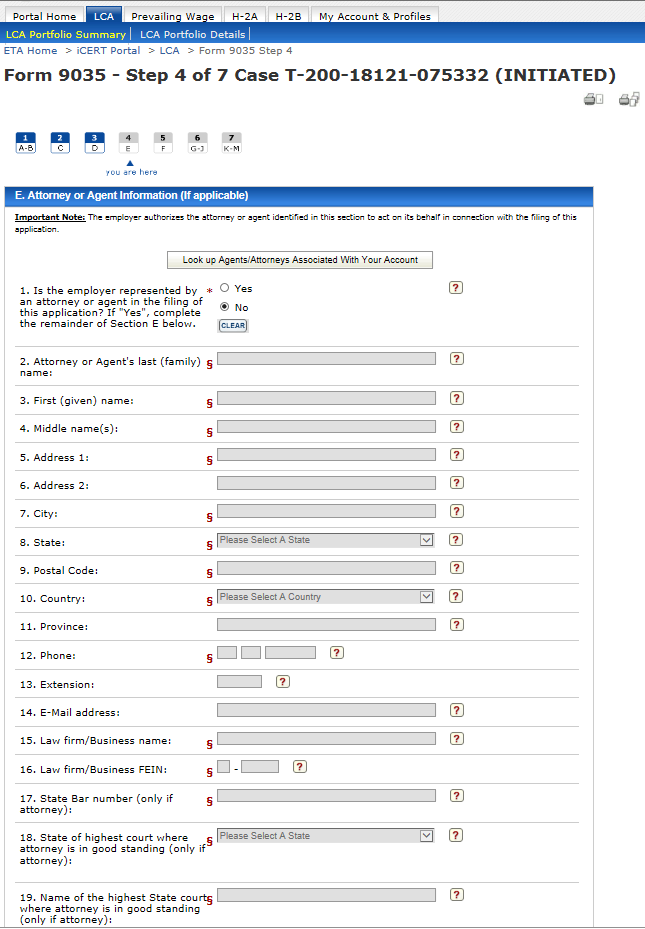 Portal Home LCA Prevailing Wage H-2A H-2B My Account & Profiles
LCA Portfolio Summary LCA Portfolio Details
ETA Home > iCERT Portal > LCA > Form 9035 Step 4
Form 9035 - Step 4 of 7 Case T-200-18121-075332 (INITIATED)
1 2 3 4 5 6 7
A-B C D E F G-J K-M
you are here
E. Attorney or Agent Information (If applicable)
Important Note: The employer authorizes the attorney or agent identified in this section to act on its behalf in connection with the filing of this
application.
Look up Agents/Attorneys Associated With Your Account
1. Is the employer represented by * Yes ?
an attorney or agent in the filing of
this application? If "Yes", complete No
the remainder of Section E below. CLEAR
2. Attorney or Agent's last (family) § ?
name:
3. First (given) name: § ?
4. Middle name(s): § ?
5. Address 1: § ?
6. Address 2: ?
7. City: § ?
8. State: § Please Select A State ?
9. Postal Code: § ?
10. Country: § Please Select A Country ?
11. Province: ?
12. Phone: § ?
13. Extension: ?
14. E-Mail address: ?
15. Law firm/Business name: § ?
16. Law firm/Business FEIN: § - ?
17. State Bar number (only if § ?
attorney):
18. State of highest court where § Please Select A State ?
attorney is in good standing (only if
attorney):
19. Name of the highest State court § ?
where attorney is in good standing
(only if attorney):